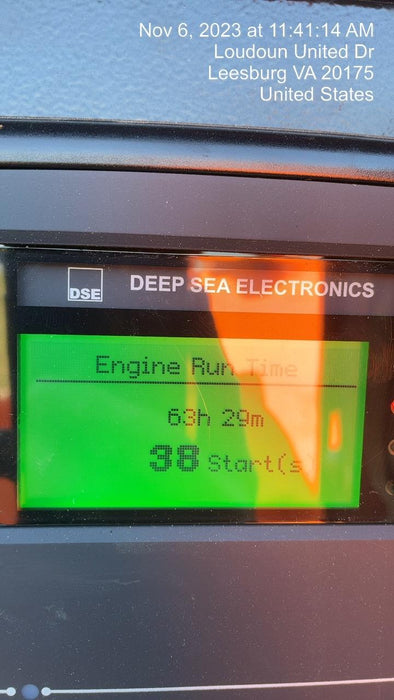 Nov 6, 2023 at 11:41:14 AM
Loudoun United Dr
Leesburg VA 20175
United States
DSE DEEP SEA ELECTRONICS
Engine Run Time
63h 29m
38 Start(s)